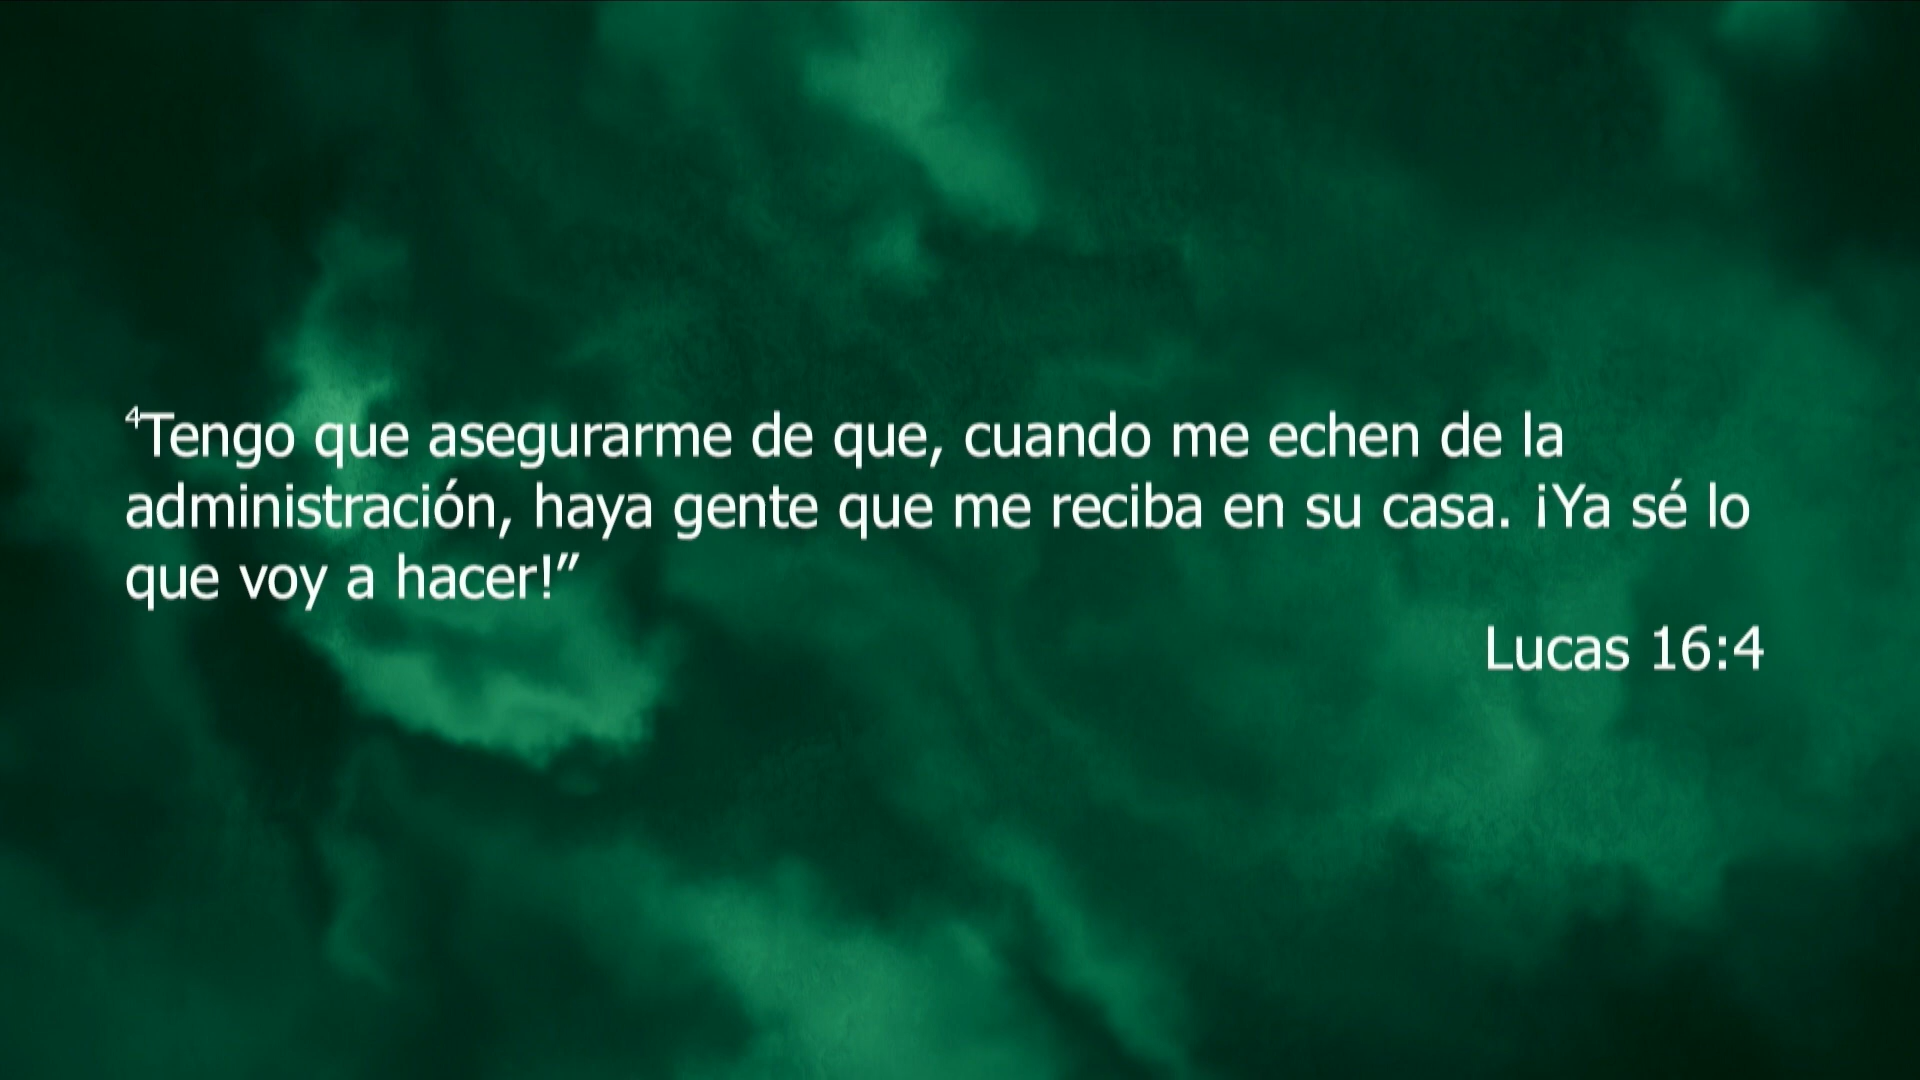 ⁴Tengo que asegurarme de que, cuando me echen de la
administración, haya gente que me reciba en su casa. ¡Ya sé lo
que voy a hacer!”
Lucas 16:4